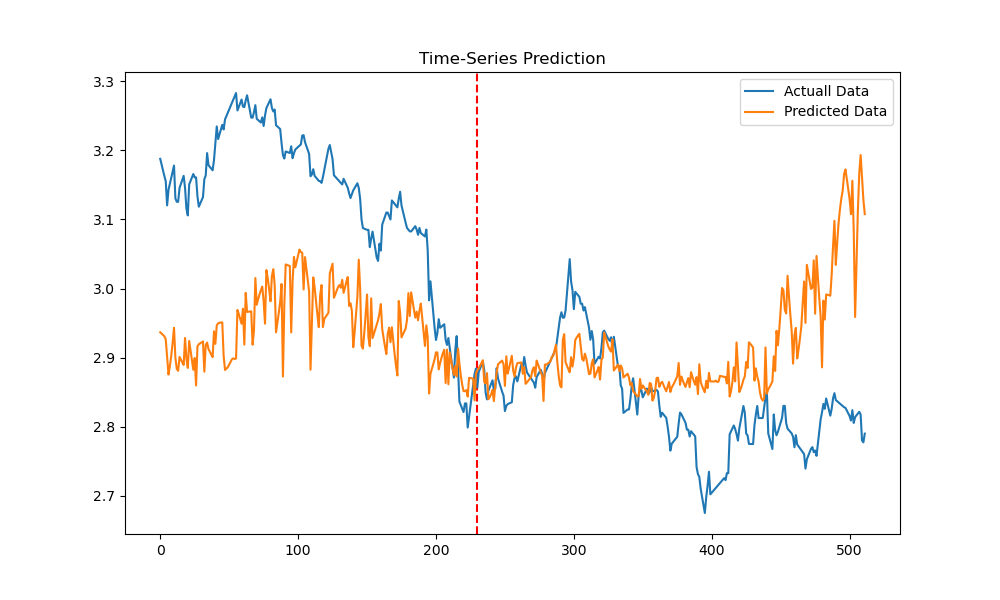 Time-Series Prediction
Actuall Data
Predicted Data
3.3
3.2
3.1
3.0
2.9
2.8
2.7
0 100 200 300 400 500